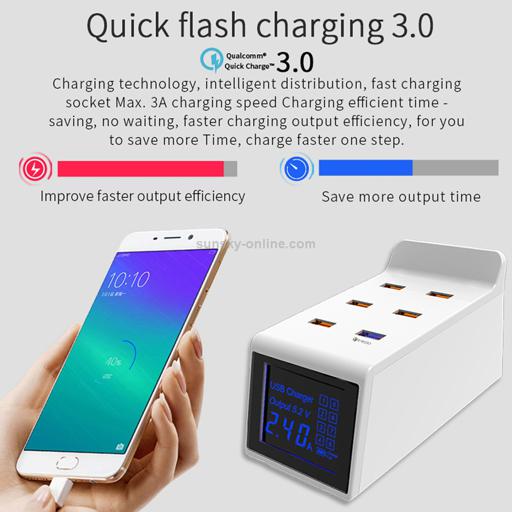 Quick flash charging 3.0
Qualcomm®
Quick Charge™ 3.0
Charging technology, intelligent distribution, fast charging
socket Max. 3A charging speed Charging efficient time -
saving, no waiting, faster charging output efficiency, for you
to save more Time, charge faster one step.
Improve faster output efficiency
Save more output time
sunsky-online.com
10:10
40%
USB Charger
Output 5.2 V
2.40A